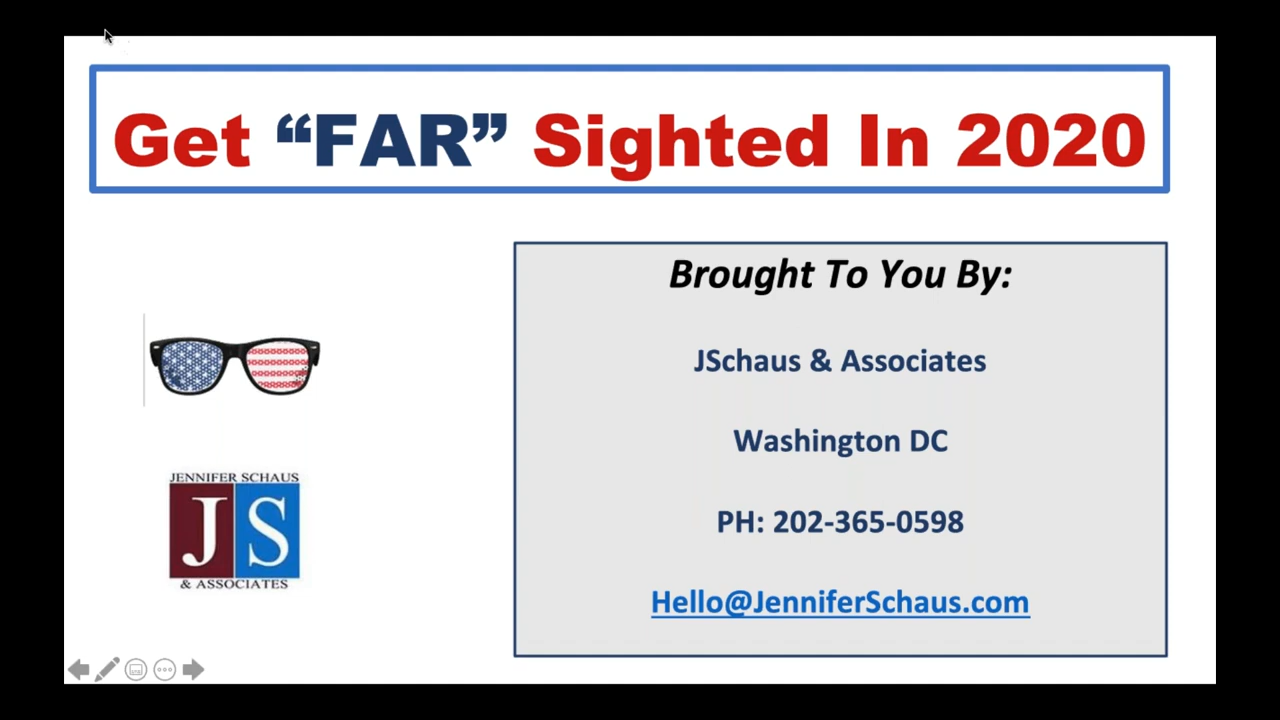 Get “FAR” Sighted In 2020
Brought To You By:
JSchaus & Associates
Washington DC
PH: 202-365-0598
Hello@JenniferSchaus.com
JENNIFER SCHAUS
JS
& ASSOCIATES